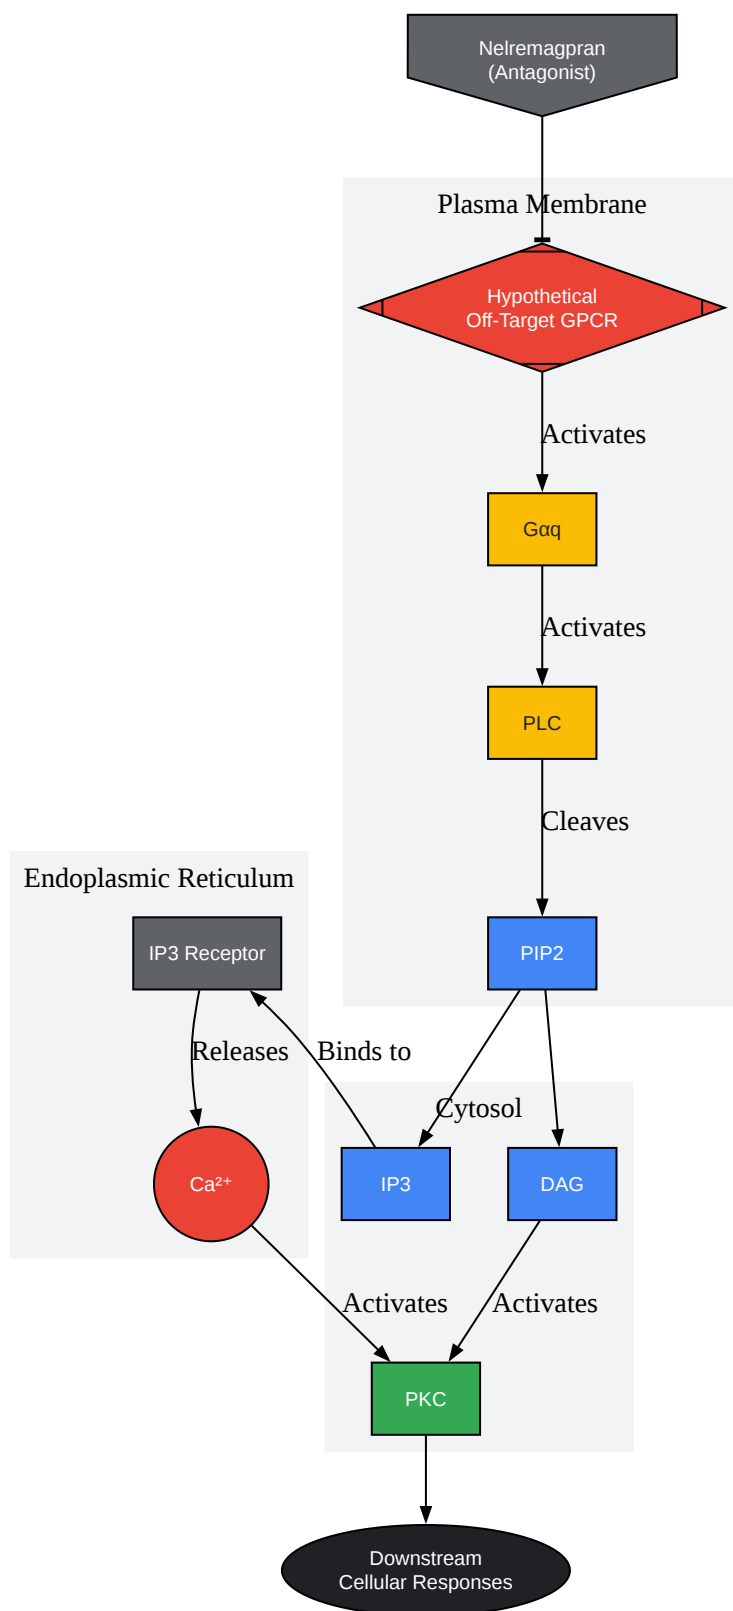 Nelremagpran
(Antagonist)
Plasma Membrane
Hypothetical
Off-Target GPCR
Activates
Gαq
Activates
PLC
Cleaves
Endoplasmic Reticulum
IP3 Receptor
PIP2
Releases
Binds to
Cytosol
Ca²⁺
IP3
DAG
Activates
Activates
PKC
Downstream
Cellular Responses